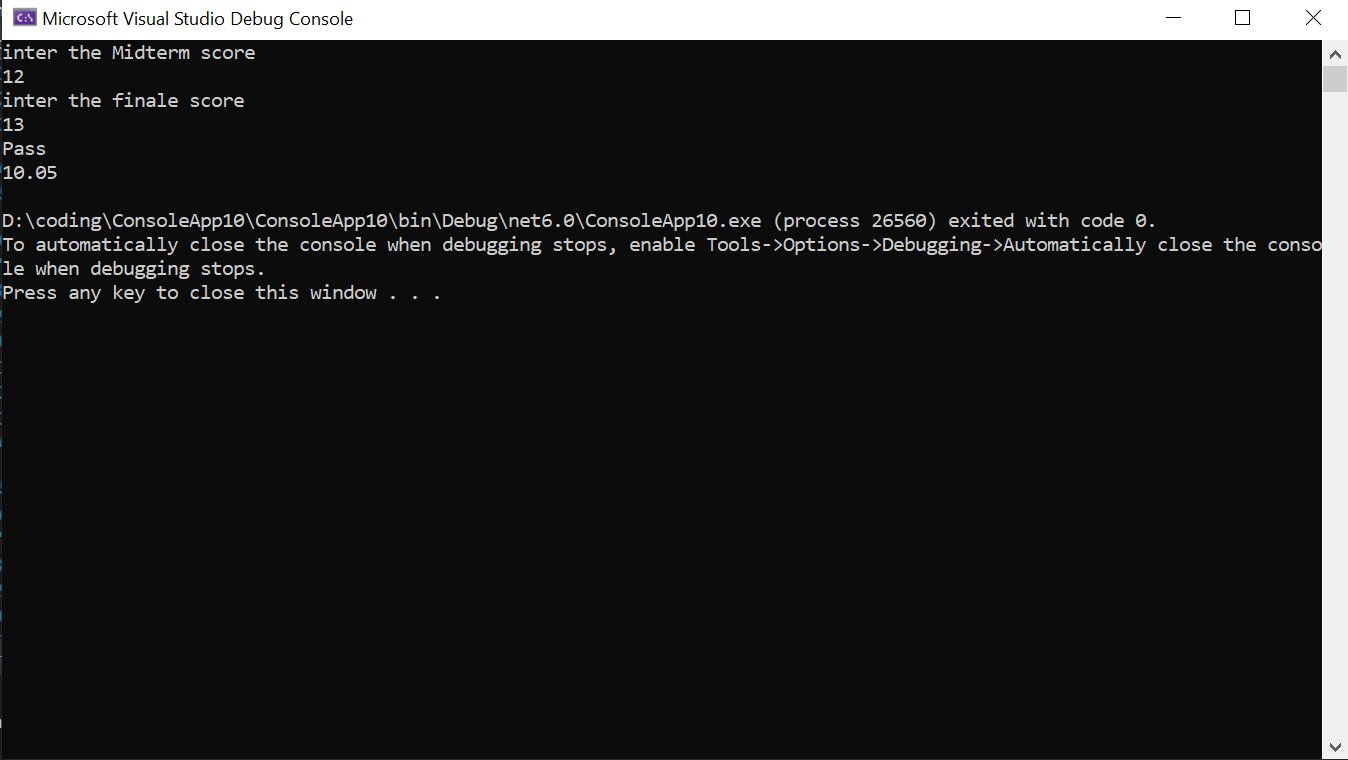 Microsoft Visual Studio Debug Console
inter the Midterm score
12
inter the finale score
13
Pass
10.05
D:\coding\ConsoleApp10\ConsoleApp10\bin\Debug\net6.0\ConsoleApp10.exe (process 26560) exited with code 0.
To automatically close the console when debugging stops, enable Tools->Options->Debugging->Automatically close the conso
le when debugging stops.
Press any key to close this window . . .